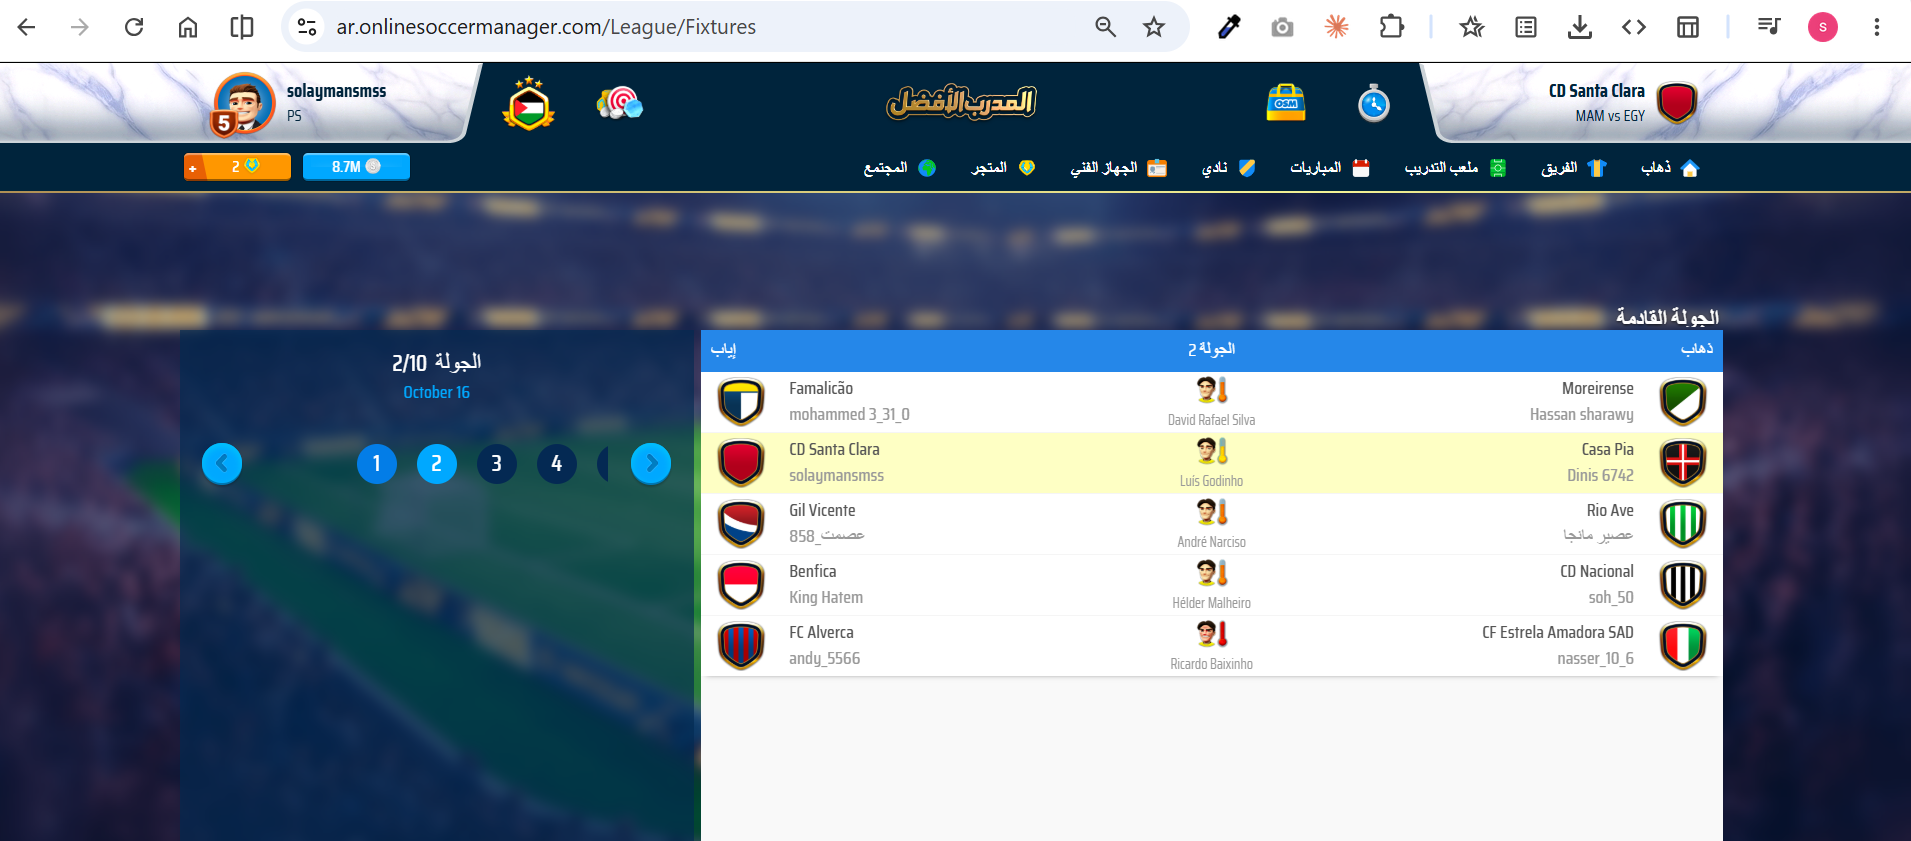 ar.onlinesoccermanager.com/League/Fixtures
s
solaymansmss
PS
5
المدرب الأفضل
OSM
CD Santa Clara
MAM vs EGY
+ 2
8.7M
ذهاب
الفريق
ملعب التدريب
المباريات
نادي
الجهاز الفني
المتجر
المجتمع
الجولة القادمة
الجولة 2/10
October 16
1 2 3 4
ذهاب الجولة 2 إياب
Moreirense
Hassan sharawy
David Rafael Silva
Famalicão
mohammed 3_31_0
Casa Pia
Dinis 6742
Luís Godinho
CD Santa Clara
solaymansmss
Rio Ave
عصير مانجا
André Narciso
Gil Vicente
عصمت_858
CD Nacional
soh_50
Hélder Malheiro
Benfica
King Hatem
CF Estrela Amadora SAD
nasser_10_6
Ricardo Baixinho
FC Alverca
andy_5566